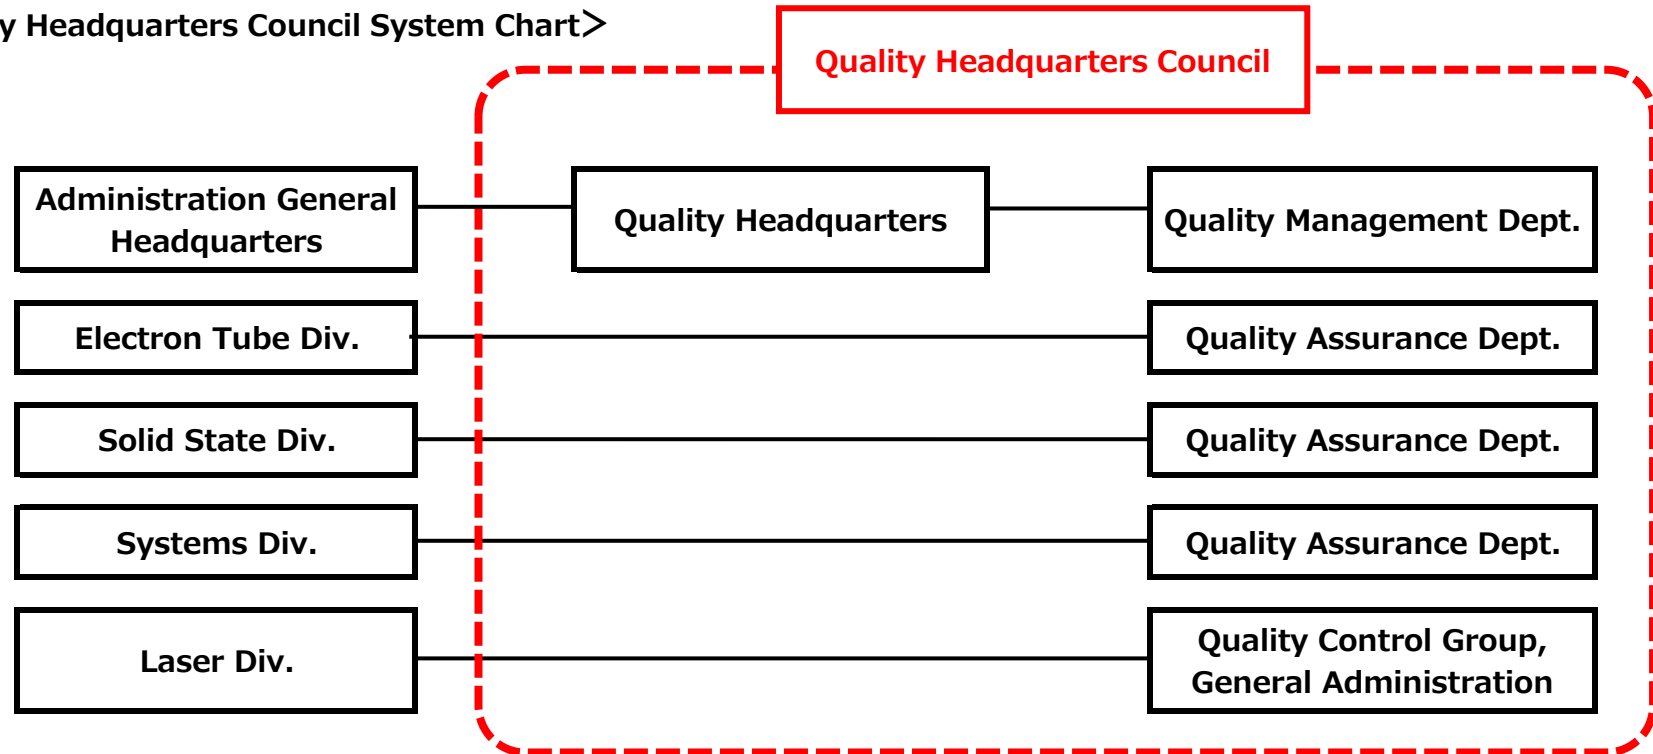 y Headquarters Council System Chart>
Quality Headquarters Council
Administration General
Headquarters
Quality Headquarters
Quality Management Dept.
Electron Tube Div.
Quality Assurance Dept.
Solid State Div.
Quality Assurance Dept.
Systems Div.
Quality Assurance Dept.
Laser Div.
Quality Control Group,
General Administration